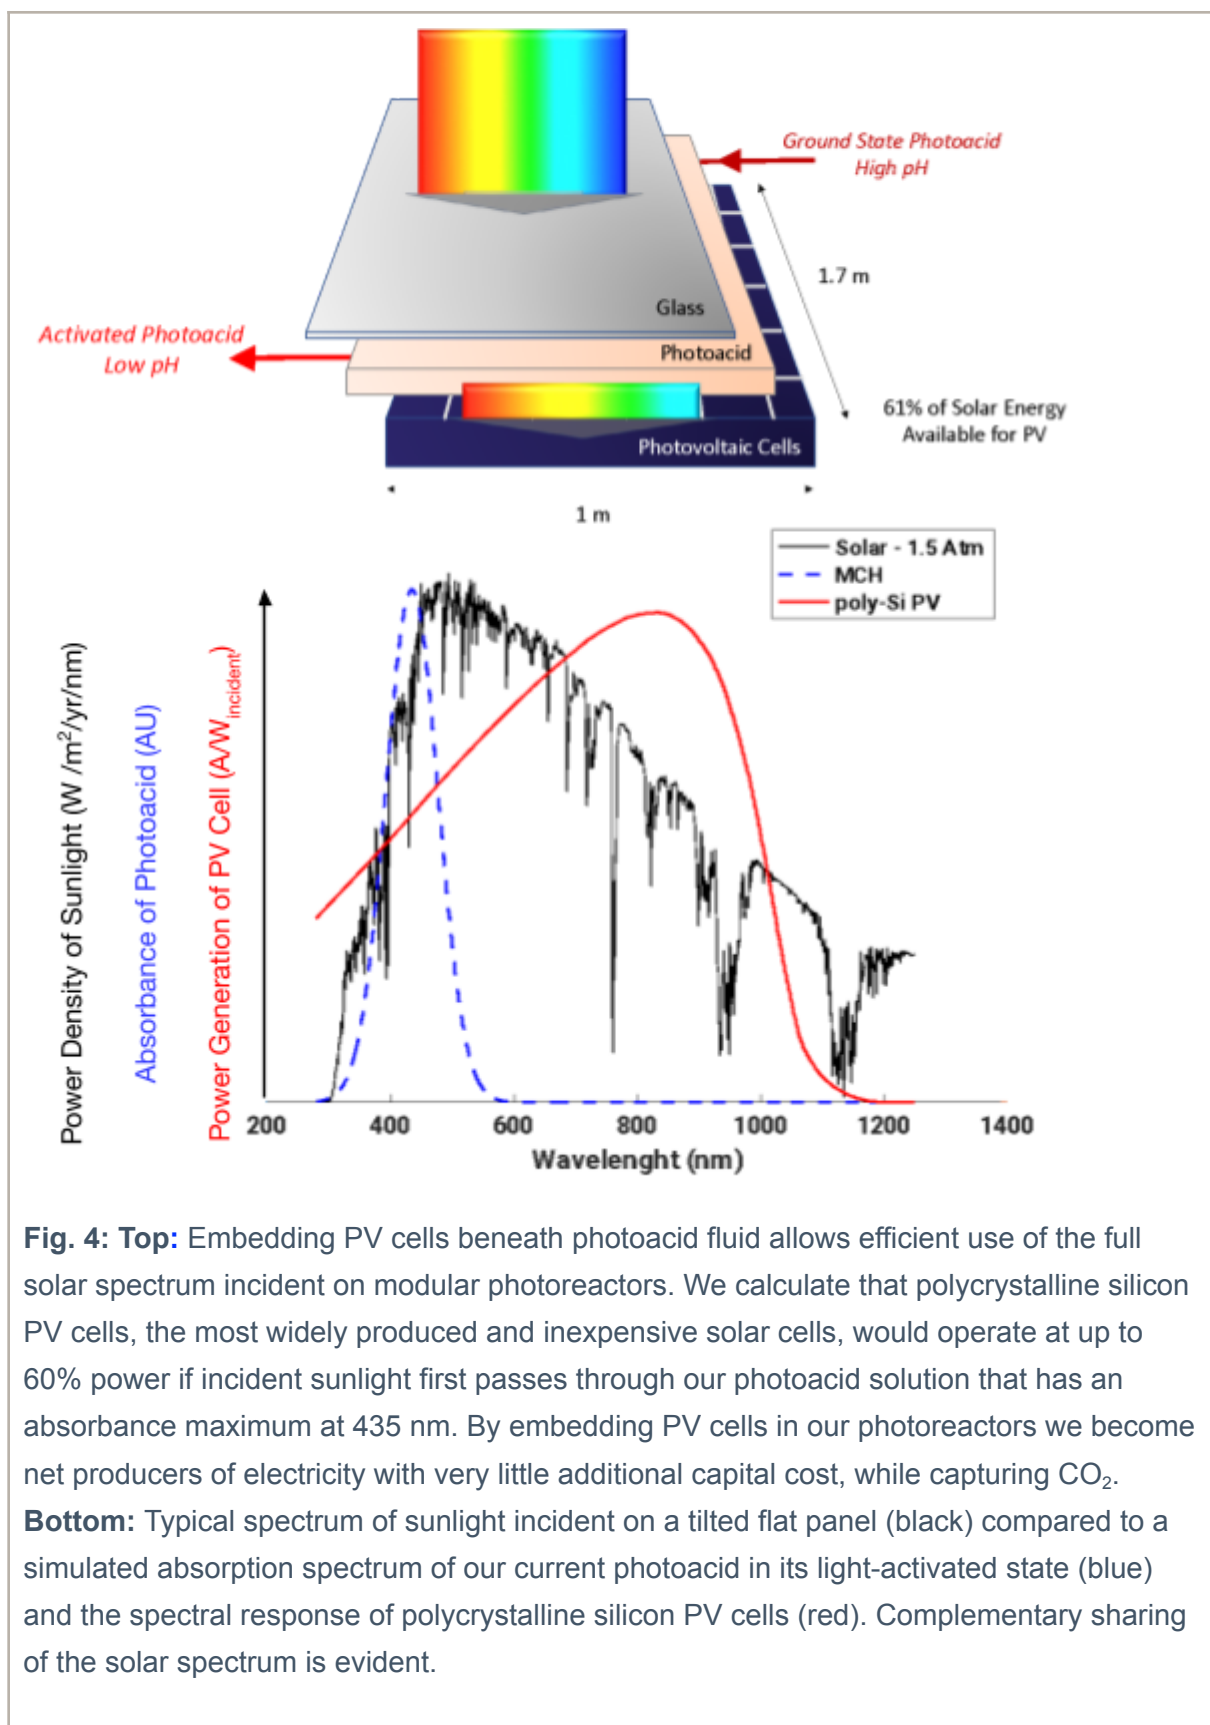 Ground State Photoacid
High pH
1.7 m
Glass
Activated Photoacid
Low pH
Photoacid
61% of Solar Energy
Available for PV
Photovoltaic Cells
1 m
Solar - 1.5 Atm
MCH
poly-Si PV
Power Density of Sunlight (W /m²/yr/nm)
Absorbance of Photoacid (AU)
Power Generation of PV Cell (A/Wincident)
200 400 600 800 1000 1200 1400
Wavelenght (nm)
Fig. 4: Top: Embedding PV cells beneath photoacid fluid allows efficient use of the full
solar spectrum incident on modular photoreactors. We calculate that polycrystalline silicon
PV cells, the most widely produced and inexpensive solar cells, would operate at up to
60% power if incident sunlight first passes through our photoacid solution that has an
absorbance maximum at 435 nm. By embedding PV cells in our photoreactors we become
net producers of electricity with very little additional capital cost, while capturing CO₂.
Bottom: Typical spectrum of sunlight incident on a tilted flat panel (black) compared to a
simulated absorption spectrum of our current photoacid in its light-activated state (blue)
and the spectral response of polycrystalline silicon PV cells (red). Complementary sharing
of the solar spectrum is evident.